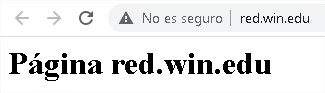 No es seguro | red.win.edu
Página red.win.edu